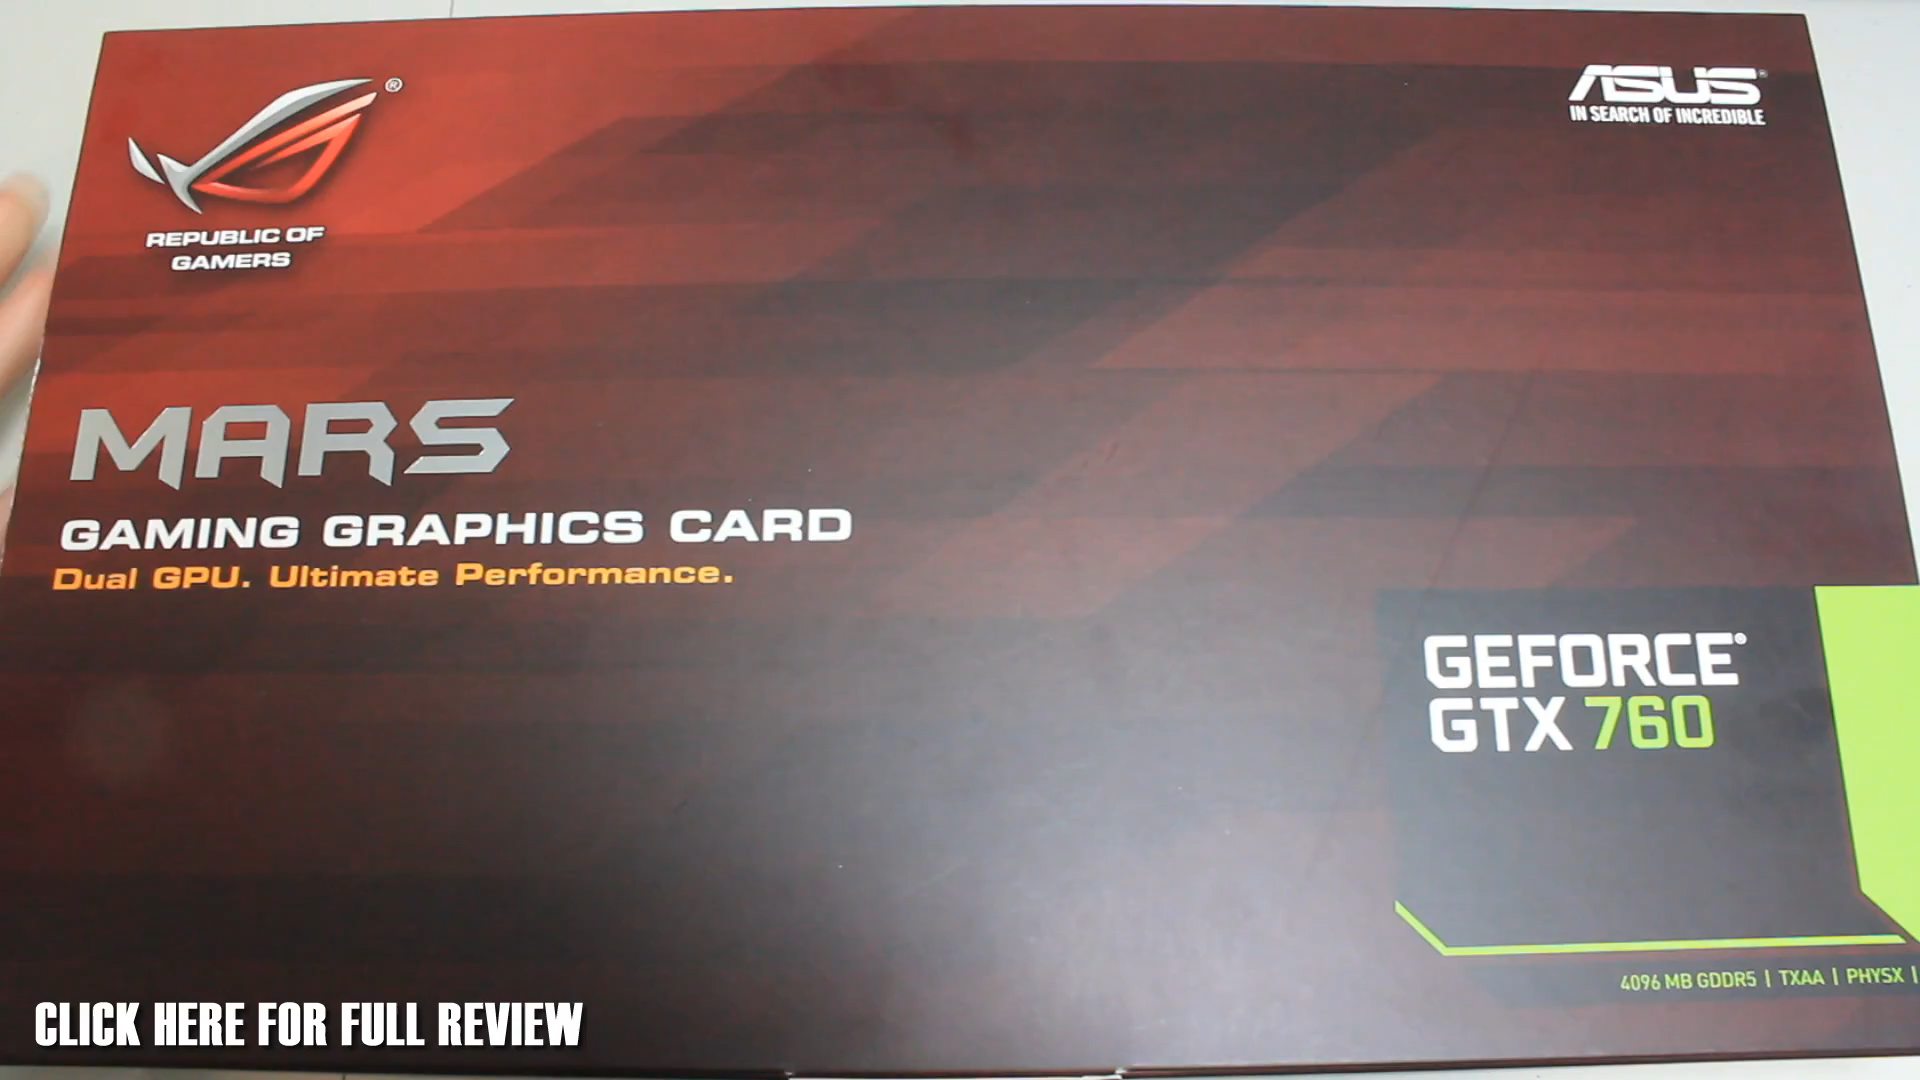 ®
ASUS
IN SEARCH OF INCREDIBLE
REPUBLIC OF
GAMERS
MARS
GAMING GRAPHICS CARD
Dual GPU. Ultimate Performance.
GEFORCE®
GTX 760
4096 MB GDDR5 | TXAA | PHYSX |
CLICK HERE FOR FULL REVIEW